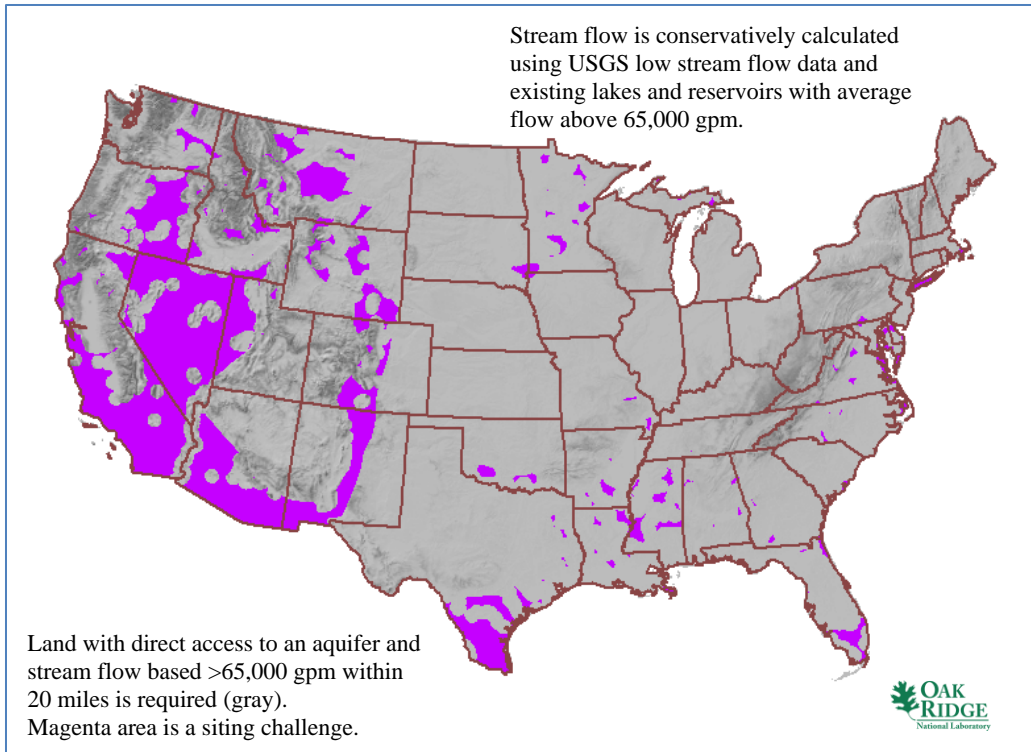 Stream flow is conservatively calculated
using USGS low stream flow data and
existing lakes and reservoirs with average
flow above 65,000 gpm.
Land with direct access to an aquifer and
stream flow based >65,000 gpm within
20 miles is required (gray).
Magenta area is a siting challenge.
OAK
RIDGE
National Laboratory